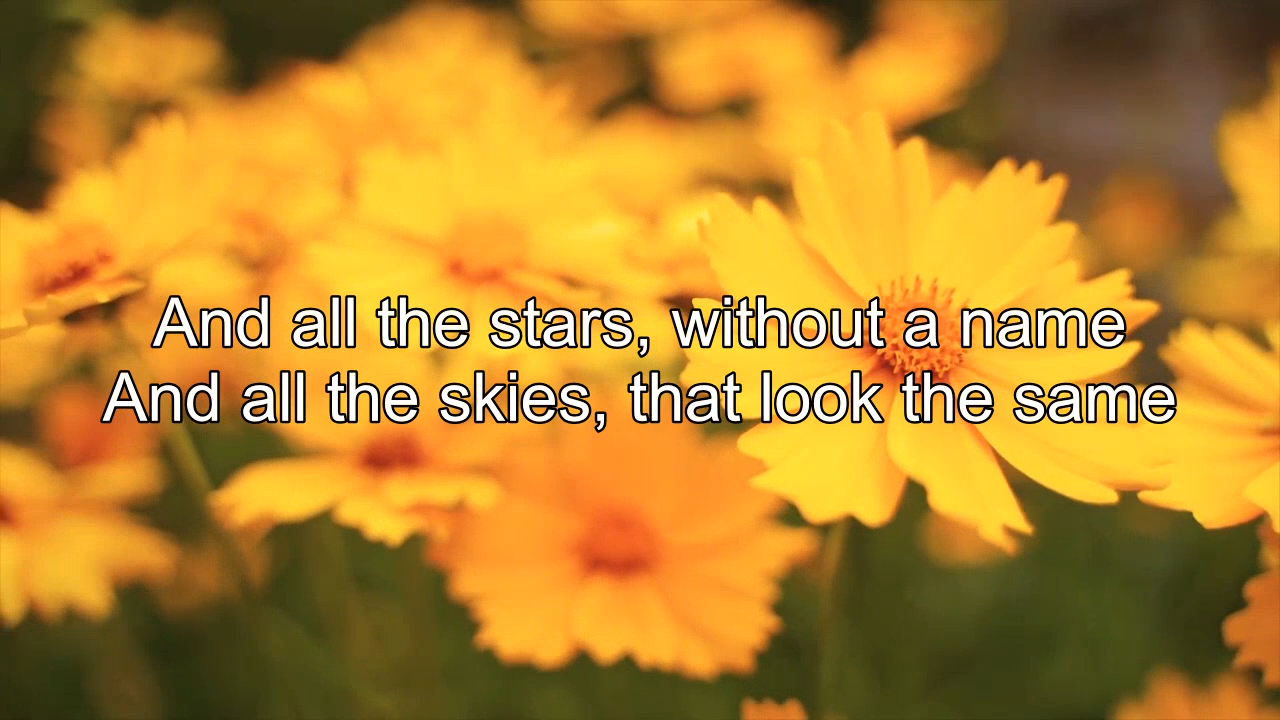 And all the stars, without a name
And all the skies, that look the same